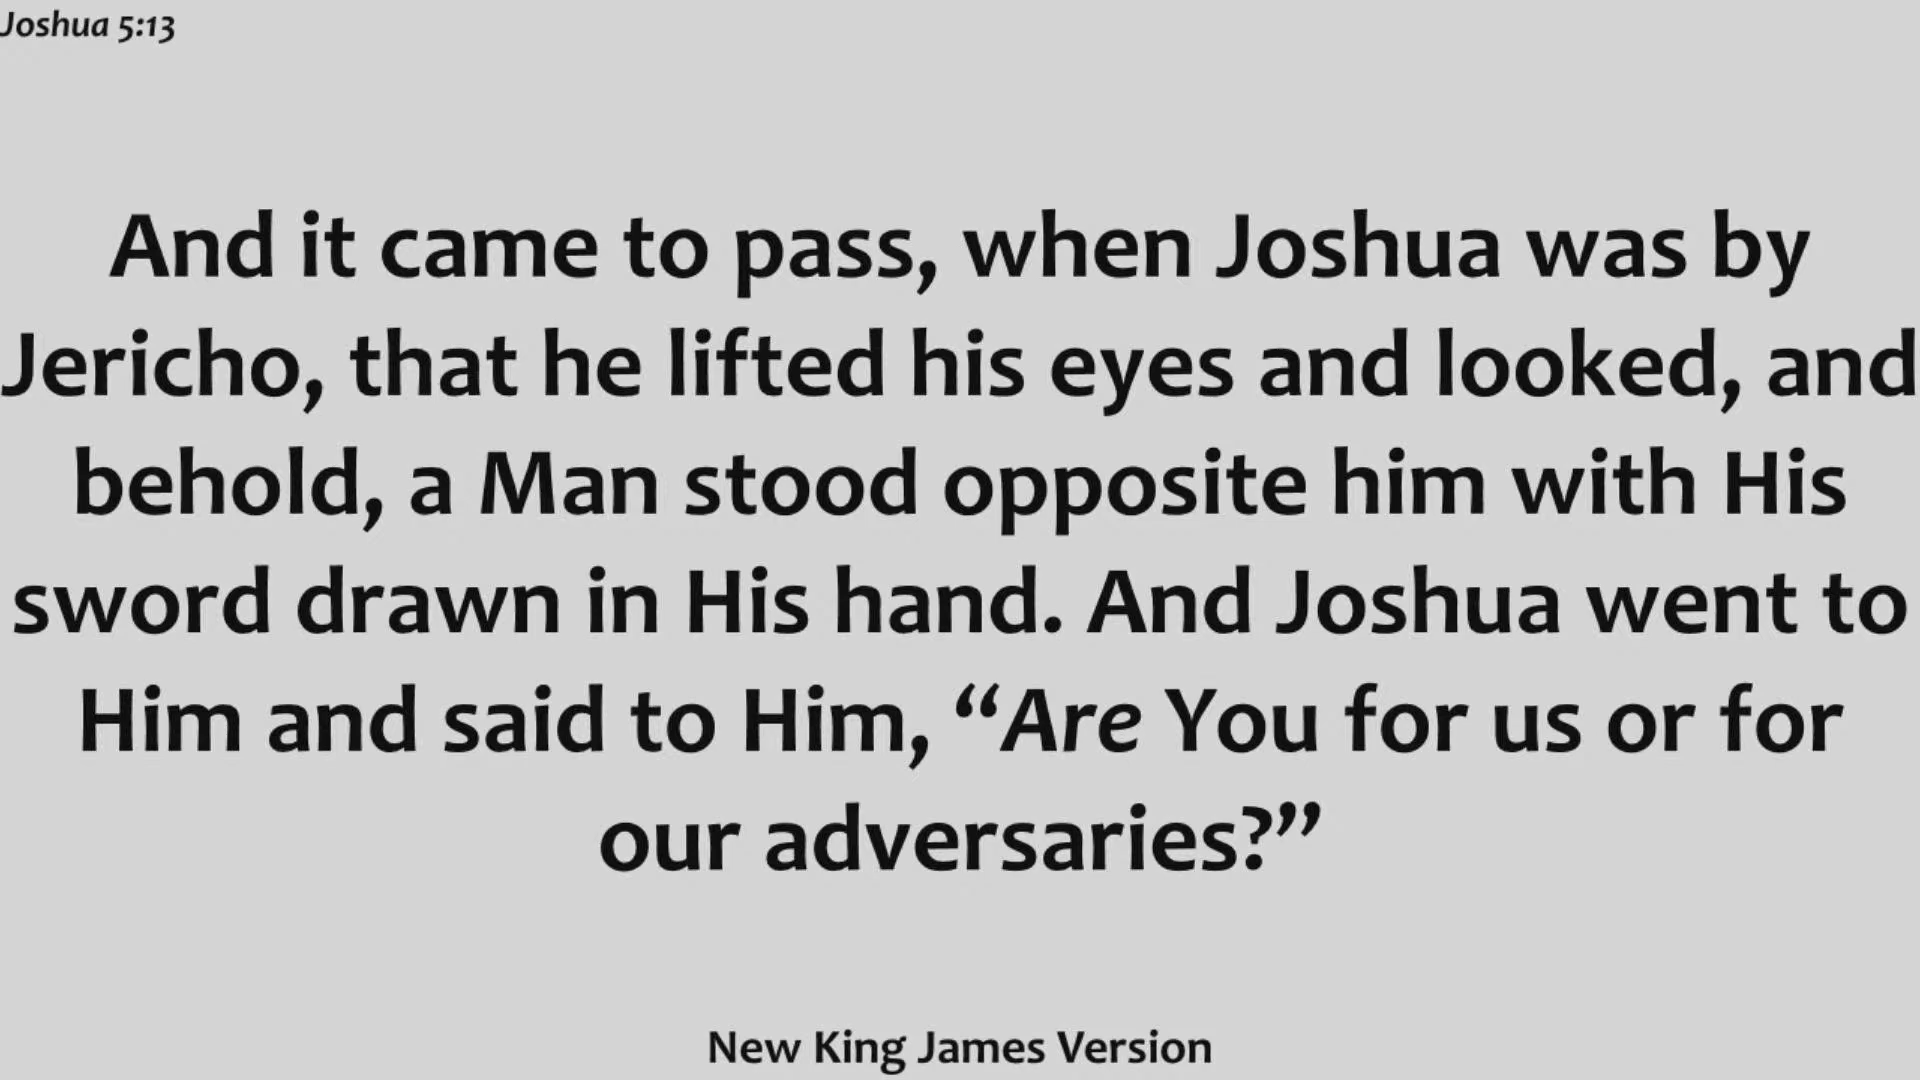 Joshua 5:13
And it came to pass, when Joshua was by
Jericho, that he lifted his eyes and looked, and
behold, a Man stood opposite him with His
sword drawn in His hand. And Joshua went to
Him and said to Him, “Are You for us or for
our adversaries?”
New King James Version